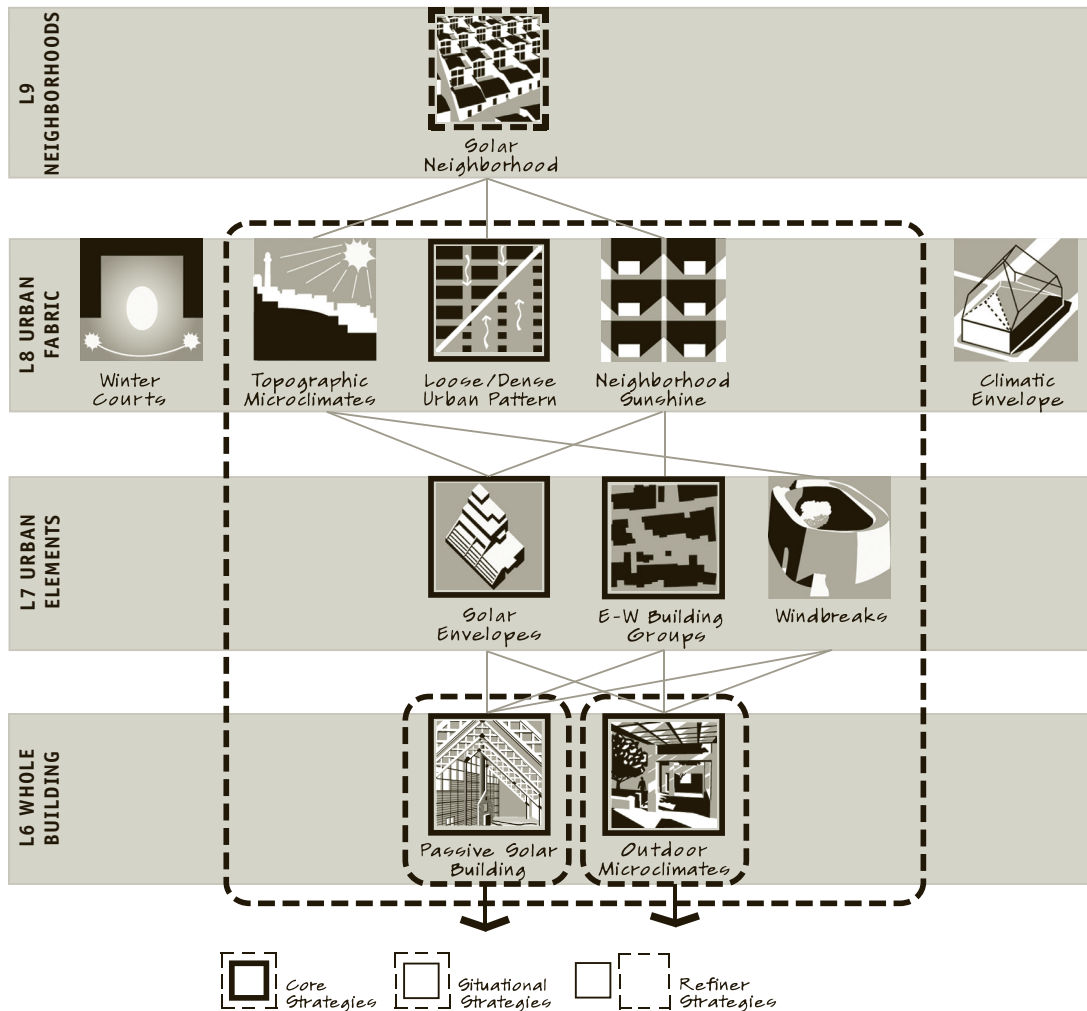 L9
NEIGHBORHOODS
Solar
Neighborhood
L8 URBAN
FABRIC
Winter
Courts
Topographic
Microclimates
Loose/Dense
Urban Pattern
Neighborhood
Sunshine
Climatic
Envelope
L7 URBAN
ELEMENTS
Solar
Envelopes
E-W Building
Groups
Windbreaks
L6 WHOLE
BUILDING
Passive Solar
Building
Outdoor
Microclimates
Core
Strategies
Situational
Strategies
Refiner
Strategies